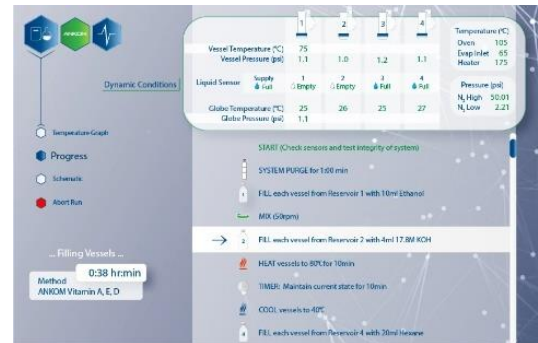 ANKOM
1 2 3 4
Vessel Temperature (°C) 75
Vessel Pressure (psi) 1.1 1.0 1.2 1.1
Temperature (°C)
Oven 105
Evap Inlet 65
Heater 175
Dynamic Conditions
Liquid Sensor
Supply 1 2 3 4
Full Empty Empty Full Full
Pressure (psi)
N₂ High 50.01
N₂ Low 2.21
Globe Temperature (°C) 25 26 25 27
Globe Pressure (psi) 1.1
Temperature Graph
Progress
Schematic
Abort Run
START (Check sensors and test integrity of system)
SYSTEM PURGE for 1:00 min
1 FILL each vessel from Reservoir 1 with 10ml Ethanol
MIX (50rpm)
2 FILL each vessel from Reservoir 2 with 4ml 17.8M KOH
HEAT vessels to 80°C for 10min
TIMER: Maintain current state for 10min
COOL vessels to 40°C
4 FILL each vessel from Reservoir 4 with 20ml Hexane
... Filling Vessels ...
0:38 hr:min
Method
ANKOM Vitamin A, E, D